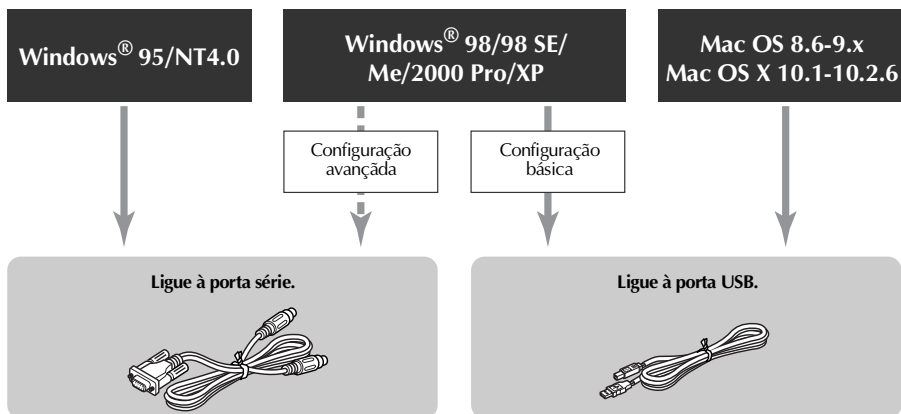 Windows® 95/NT4.0
Windows® 98/98 SE/
Me/2000 Pro/XP
Mac OS 8.6-9.x
Mac OS X 10.1-10.2.6
Configuração
avançãda
Configuração
básica
Ligue à porta série.
Ligue à porta USB.